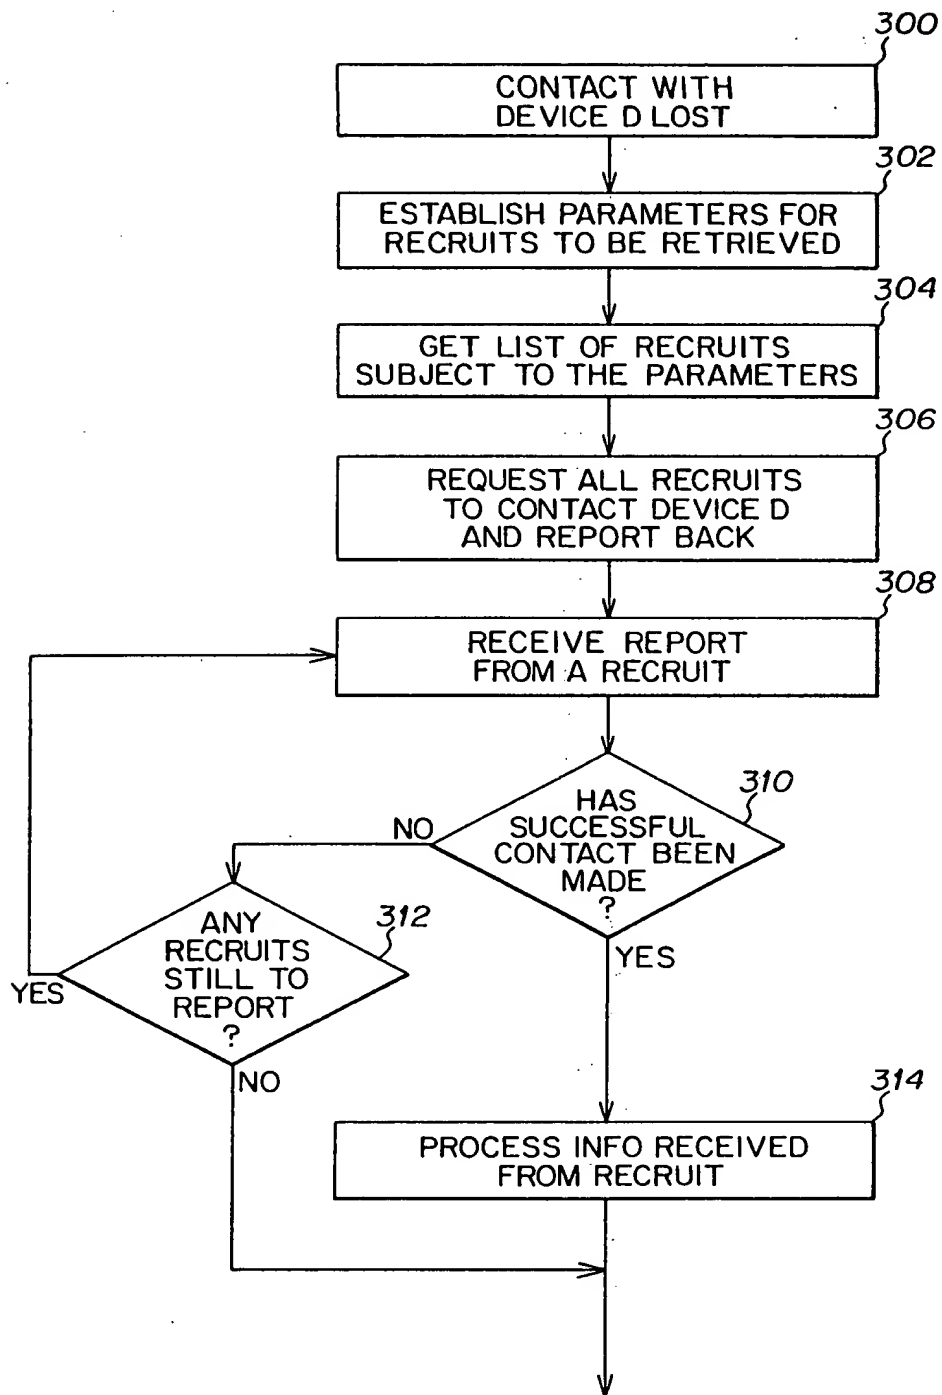 300
CONTACT WITH
DEVICE D LOST
302
ESTABLISH PARAMETERS FOR
RECRUITS TO BE RETRIEVED
304
GET LIST OF RECRUITS
SUBJECT TO THE PARAMETERS
306
REQUEST ALL RECRUITS
TO CONTACT DEVICE D
AND REPORT BACK
308
RECEIVE REPORT
FROM A RECRUIT
310
HAS
SUCCESSFUL
CONTACT BEEN
MADE
?
NO
YES
312
ANY
RECRUITS
STILL TO
REPORT
?
YES
NO
314
PROCESS INFO RECEIVED
FROM RECRUIT